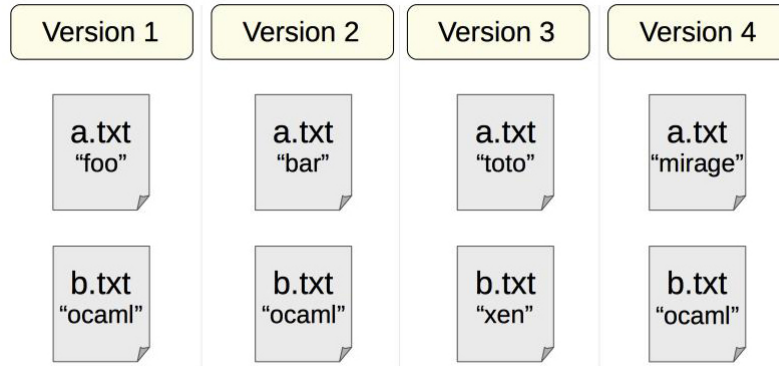 Version 1
Version 2
Version 3
Version 4
a.txt
“foo”
a.txt
“bar”
a.txt
“toto”
a.txt
“mirage”
b.txt
“ocaml”
b.txt
“ocaml”
b.txt
“xen”
b.txt
“ocaml”